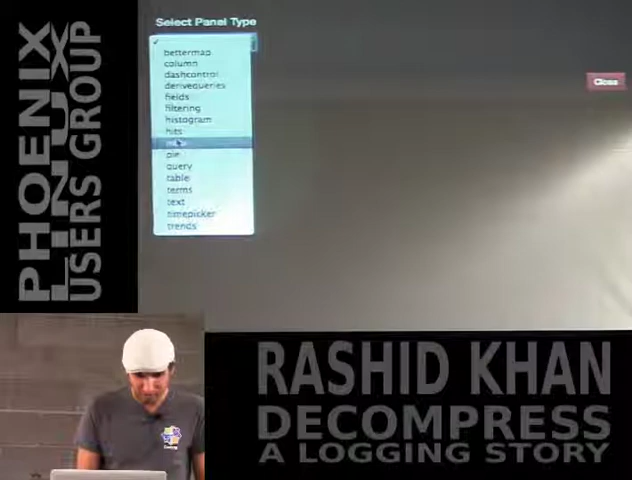 PHOENIX
LINUX
USERS GROUP
Select Panel Type
bettermap
column
dashcontrol
derivequeries
fields
filtering
histogram
hits
pie
query
table
terms
text
timepicker
trends
Close
RASHID KHAN
DECOMPRESS
A LOGGING STORY